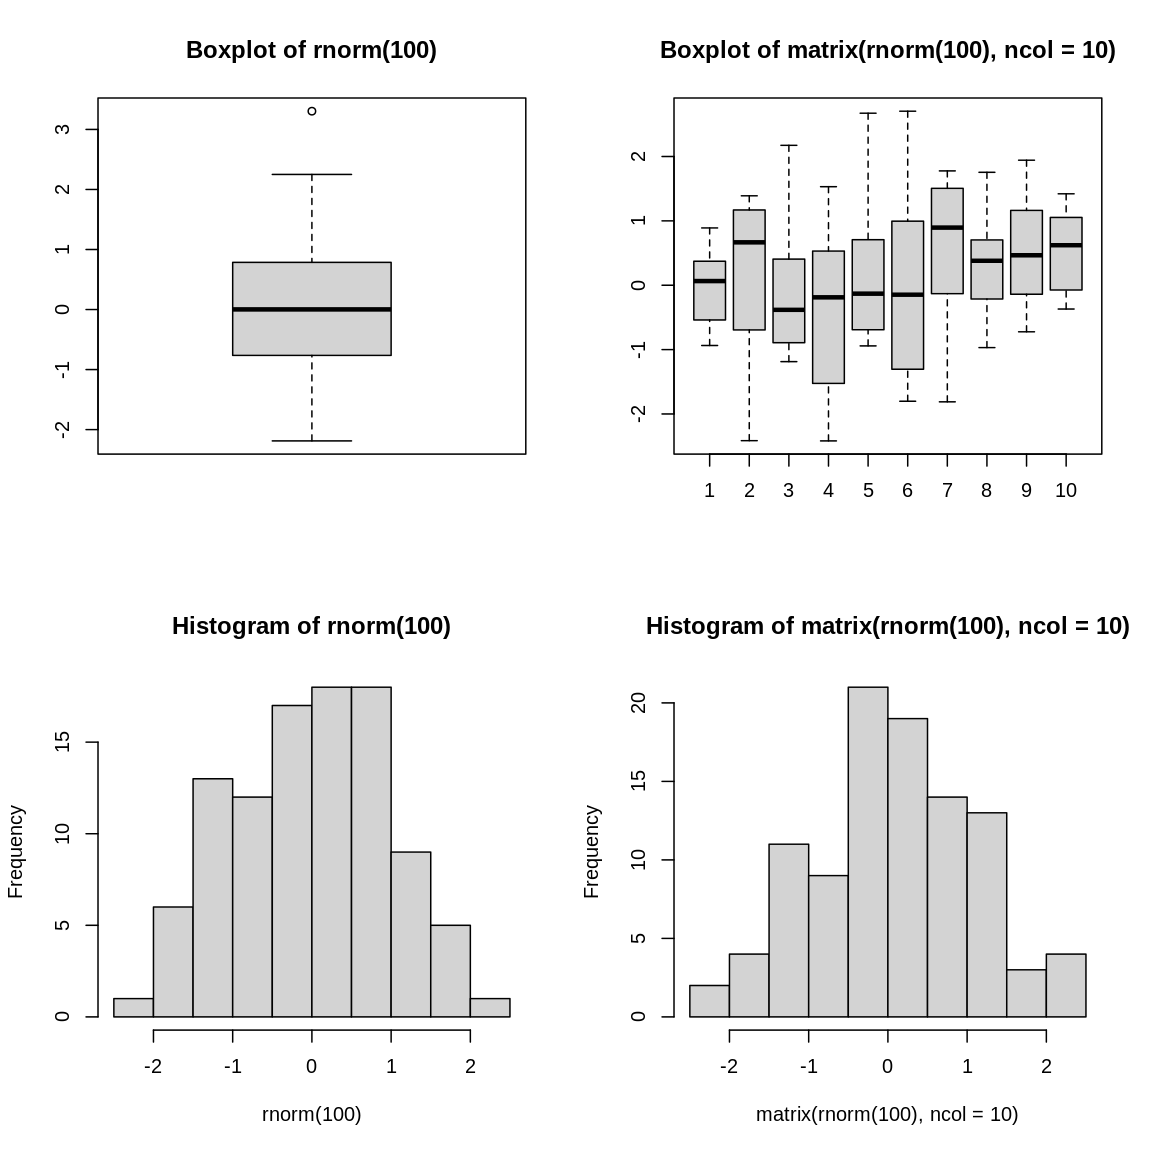 Boxplot of rnorm(100)
3
2
1
0
-1
-2
Boxplot of matrix(rnorm(100), ncol = 10)
2
1
0
-1
-2
1 2 3 4 5 6 7 8 9 10
Histogram of rnorm(100)
Frequency
15
10
5
0
-2 -1 0 1 2
rnorm(100)
Histogram of matrix(rnorm(100), ncol = 10)
Frequency
20
15
10
5
0
-2 -1 0 1 2
matrix(rnorm(100), ncol = 10)